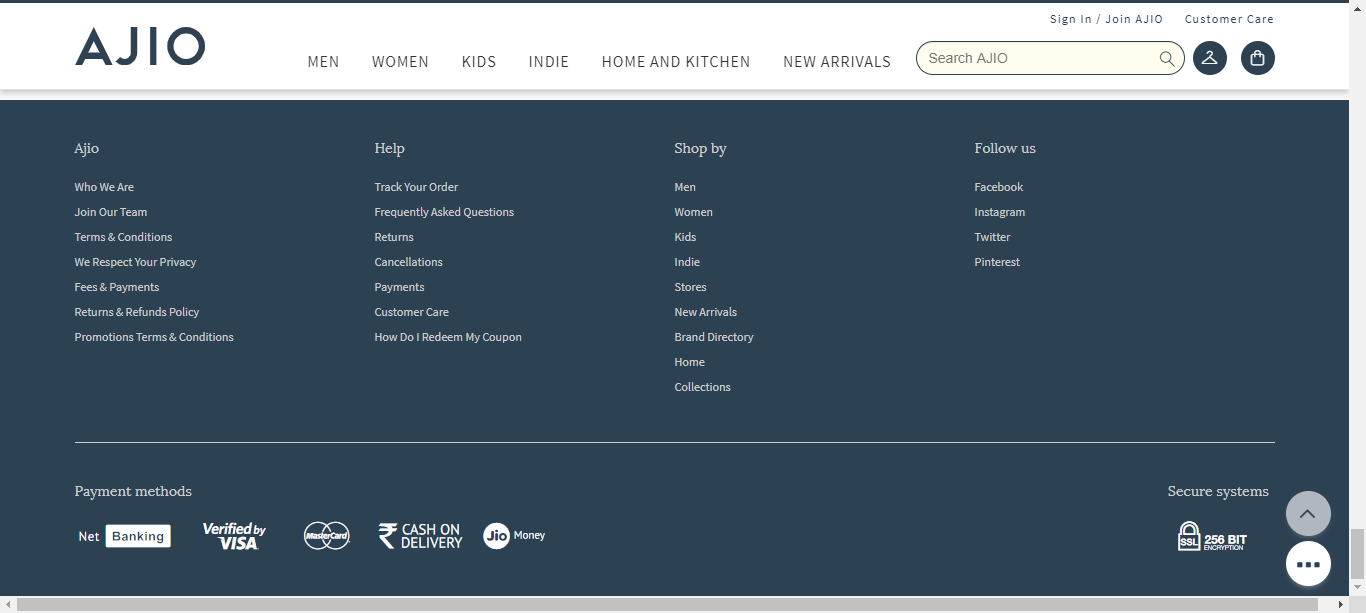 Sign In / Join AJIO Customer Care
AJIO
MEN WOMEN KIDS INDIE HOME AND KITCHEN NEW ARRIVALS
Search AJIO
Ajio
Who We Are
Join Our Team
Terms & Conditions
We Respect Your Privacy
Fees & Payments
Returns & Refunds Policy
Promotions Terms & Conditions
Help
Track Your Order
Frequently Asked Questions
Returns
Cancellations
Payments
Customer Care
How Do I Redeem My Coupon
Shop by
Men
Women
Kids
Indie
Stores
New Arrivals
Brand Directory
Home
Collections
Follow us
Facebook
Instagram
Twitter
Pinterest
Payment methods
Net Banking
Verified by
VISA
MasterCard
₹ CASH ON
DELIVERY
Jio Money
Secure systems
SSL 256 BIT
ENCRYPTION